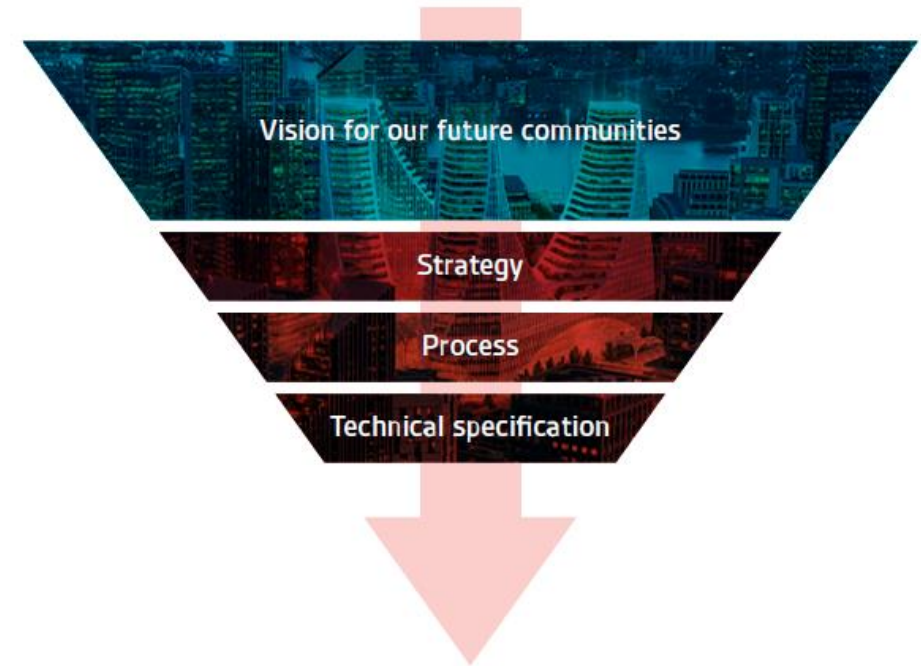 Vision for our future communities
Strategy
Process
Technical specification